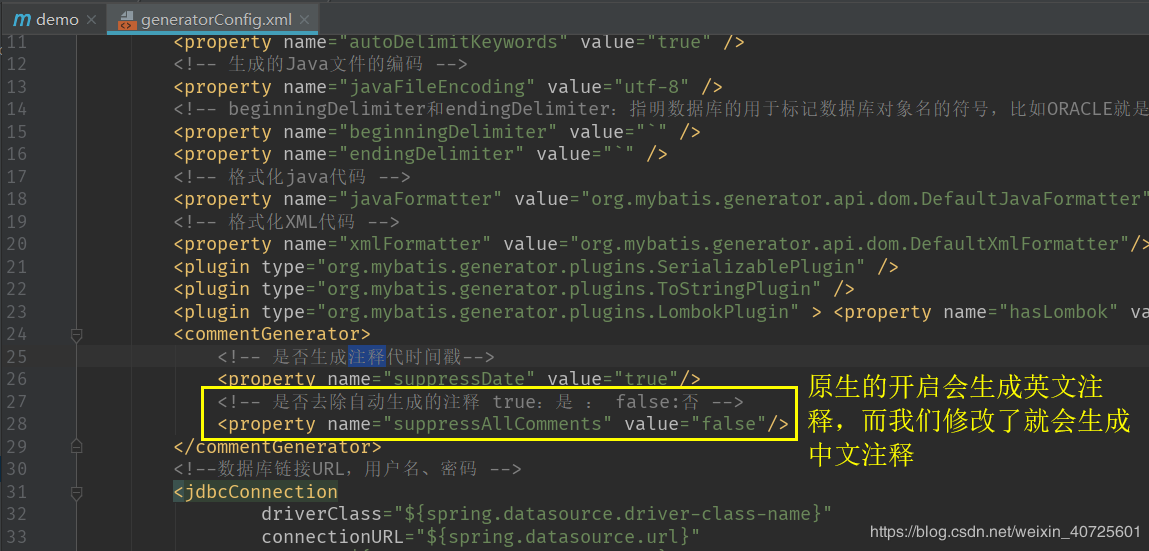 demo
generatorConfig.xml
11 <property name="autoDelimitKeywords" value="true" />
12 <!-- 生成的Java文件的编码 -->
13 <property name="javaFileEncoding" value="utf-8" />
14 <!-- beginningDelimiter和endingDelimiter：指明数据库的用于标记数据库对象名的符号，比如ORACLE就是
15 <property name="beginningDelimiter" value="`" />
16 <property name="endingDelimiter" value="`" />
17 <!-- 格式化java代码 -->
18 <property name="javaFormatter" value="org.mybatis.generator.api.dom.DefaultJavaFormatter"
19 <!-- 格式化XML代码 -->
20 <property name="xmlFormatter" value="org.mybatis.generator.api.dom.DefaultXmlFormatter"/>
21 <plugin type="org.mybatis.generator.plugins.SerializablePlugin" />
22 <plugin type="org.mybatis.generator.plugins.ToStringPlugin" />
23 <plugin type="org.mybatis.generator.plugins.LombokPlugin" > <property name="hasLombok" va
24 <commentGenerator>
25 <!-- 是否生成注释代时间戳-->
26 <property name="suppressDate" value="true"/>
27 <!-- 是否去除自动生成的注释 true：是 ： false:否 -->
28 <property name="suppressAllComments" value="false"/>
29 </commentGenerator>
30 <!--数据库链接URL，用户名、密码 -->
31 <jdbcConnection
32 driverClass="${spring.datasource.driver-class-name}"
33 connectionURL="${spring.datasource.url}"
原生的开启会生成英文注
释，而我们修改了就会生成
中文注释
https://blog.csdn.net/weixin_40725601